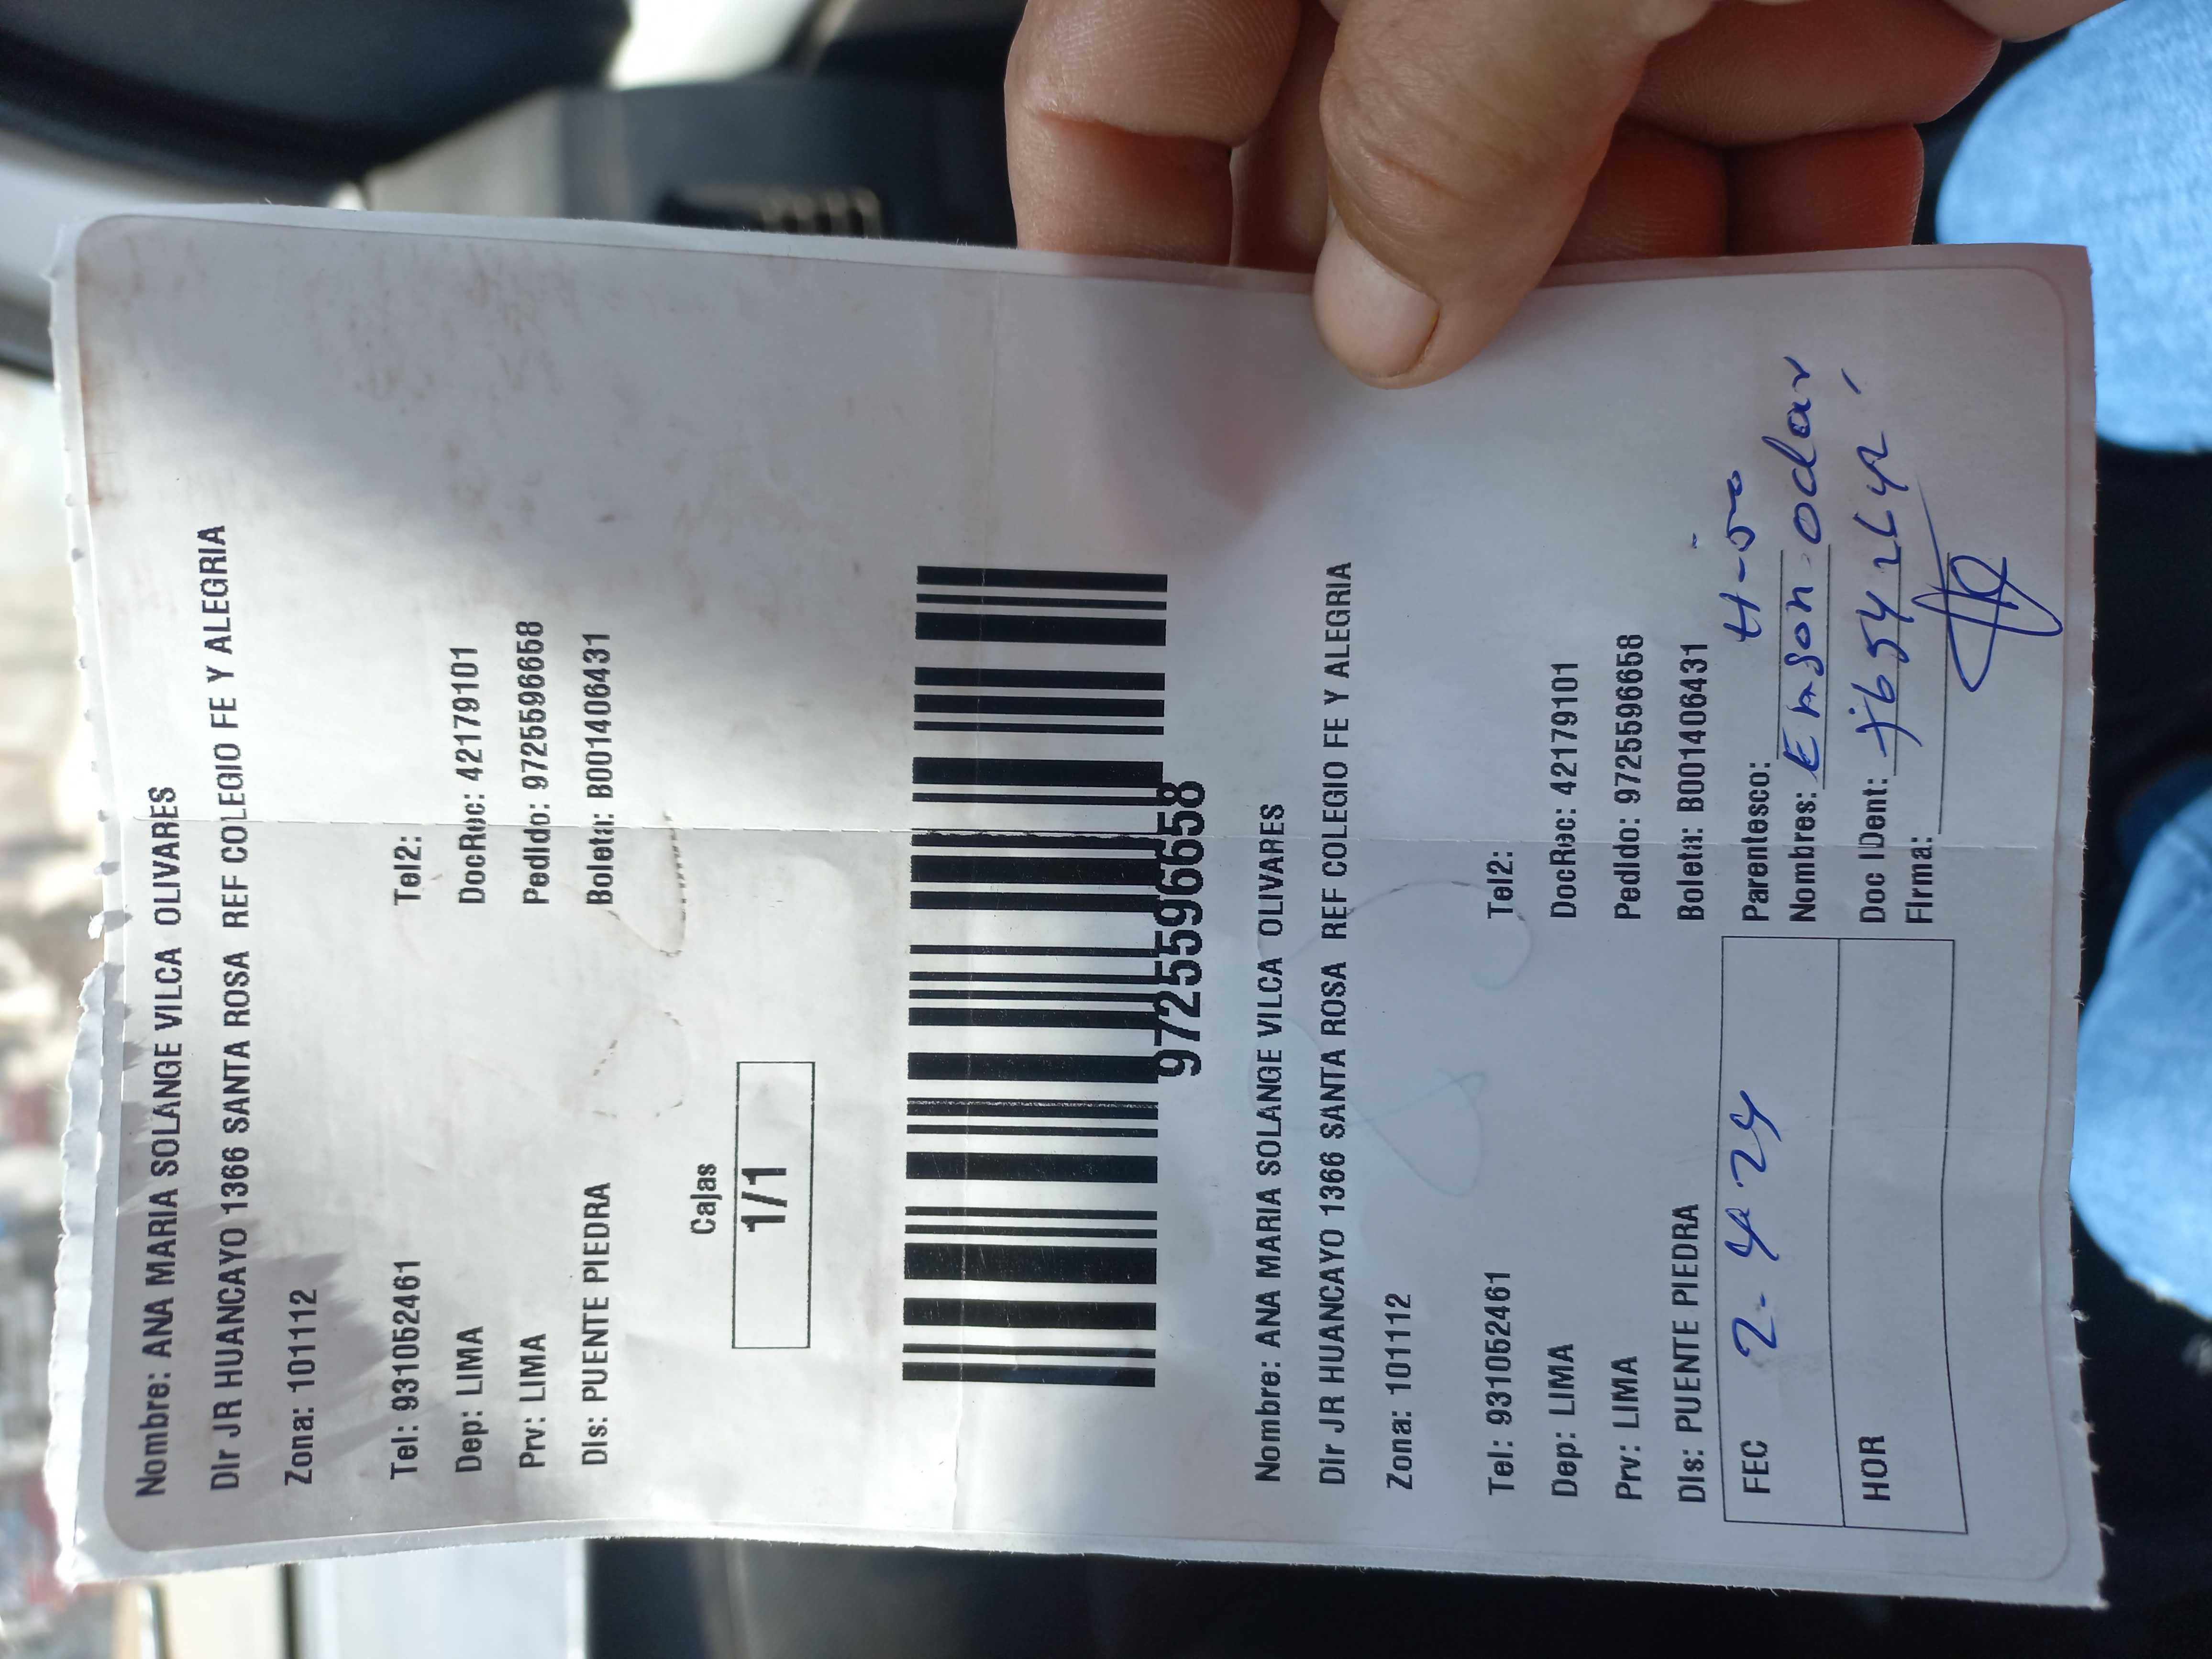 Nombre: ANA MARIA SOLANGE VILCA OLIVARES
Dir JR HUANCAYO 1366 SANTA ROSA REF COLEGIO FE Y ALEGRIA
Zona: 101112
Tel: 931052461 Tel2:
Dep: LIMA DocRec: 42179101
Prv: LIMA Pedido: 9725596658
Dis: PUENTE PIEDRA Boleta: B001406431
Cajas
1/1
9725596658
Nombre: ANA MARIA SOLANGE VILCA OLIVARES
Dir JR HUANCAYO 1366 SANTA ROSA REF COLEGIO FE Y ALEGRIA
Zona: 101112
Tel: 931052461 Tel2:
Dep: LIMA DocRec: 42179101
Prv: LIMA Pedido: 9725596658
Dis: PUENTE PIEDRA Boleta: B001406431
FEC 2-4-24 Parentesco:
Nombres:
HOR Doc IDent:
Firma: